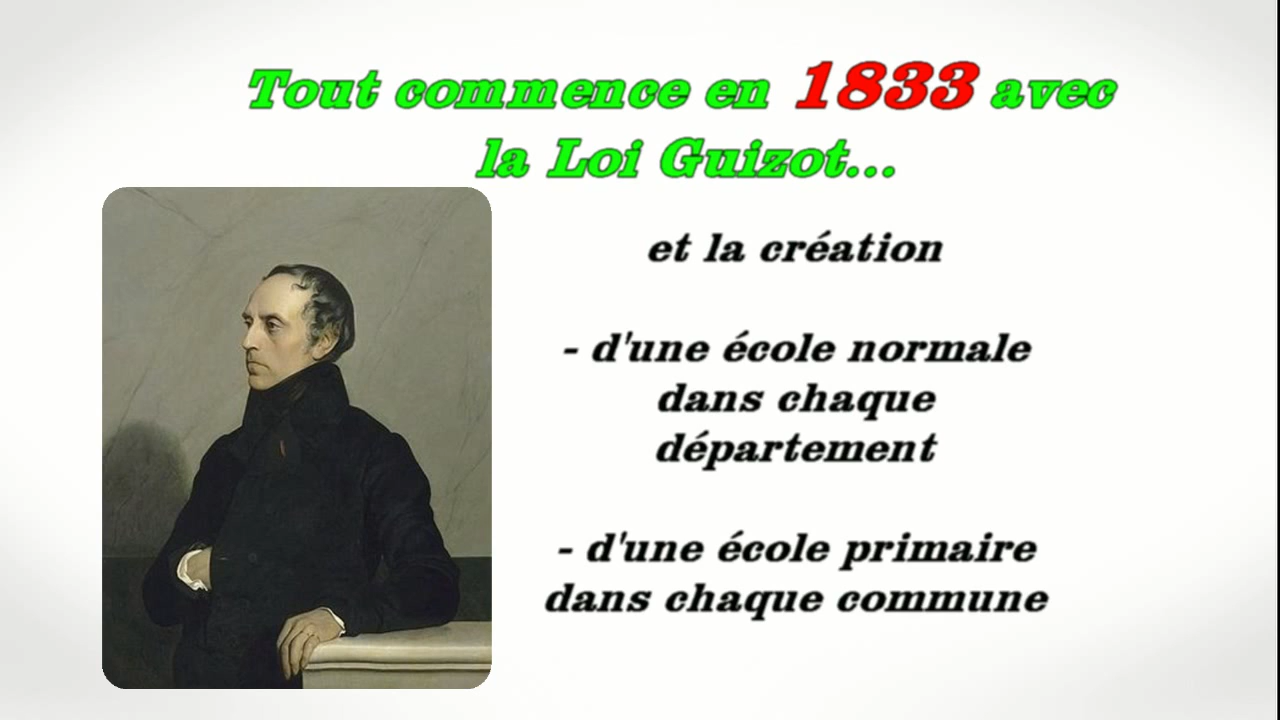 Tout commence en 1833 avec
la Loi Guizot...
et la création
- d'une école normale
dans chaque
département
- d'une école primaire
dans chaque commune